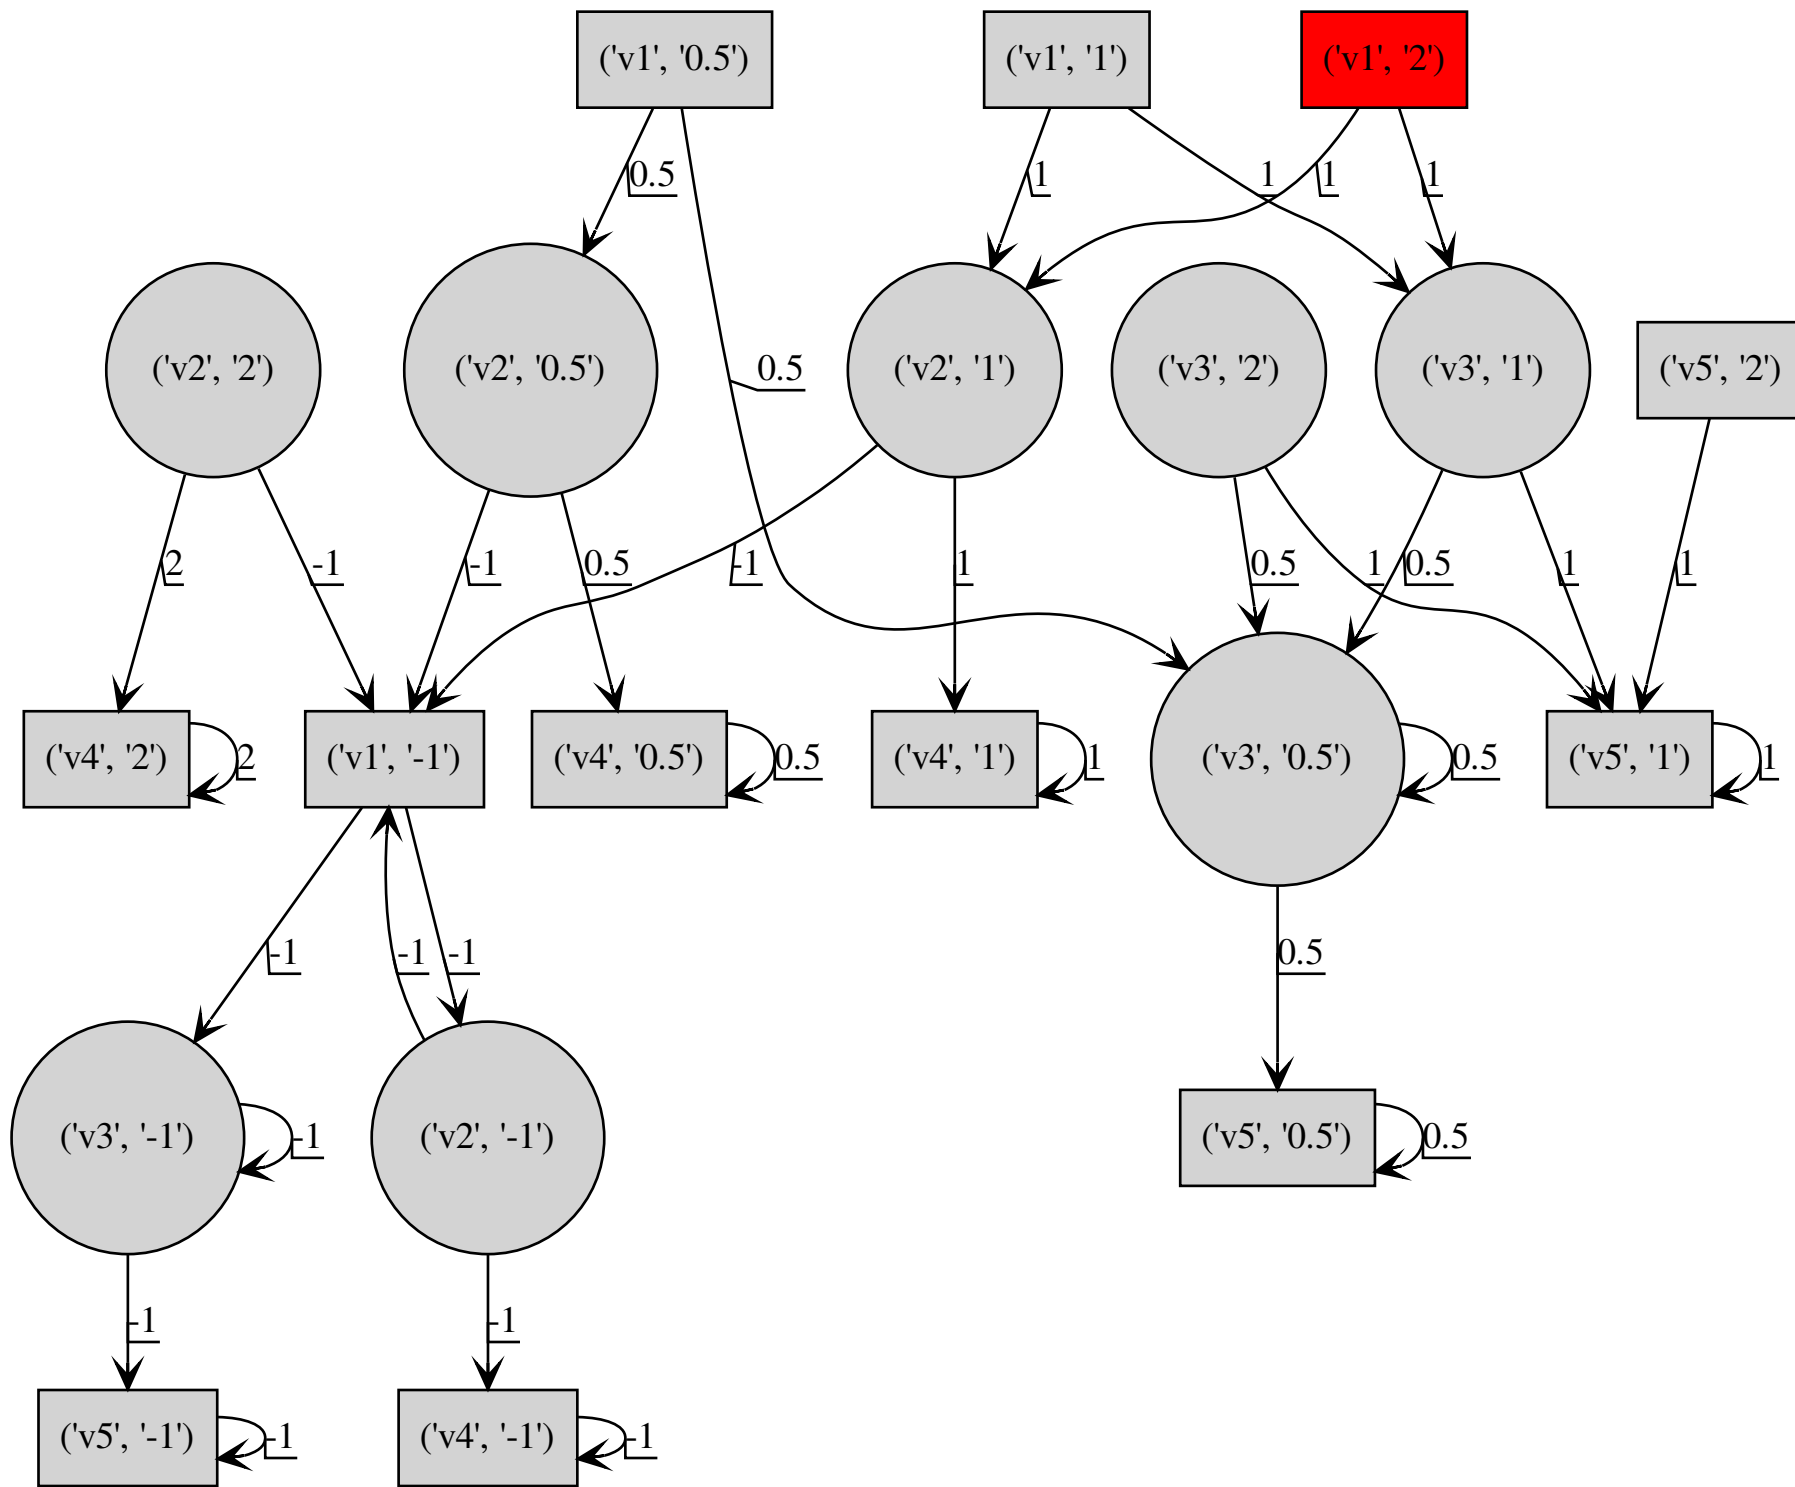 ('v1', '0.5')
('v1', '1')
('v1', '2')
0.5
1
1
1
1
('v2', '2')
('v2', '0.5')
('v2', '1')
('v3', '2')
('v3', '1')
('v5', '2')
0.5
2
-1
-1
0.5
-1
1
0.5
1
0.5
1
1
('v4', '2')
2
('v1', '-1')
('v4', '0.5')
0.5
('v4', '1')
1
('v3', '0.5')
0.5
('v5', '1')
1
-1
-1
-1
0.5
('v3', '-1')
-1
('v2', '-1')
('v5', '0.5')
0.5
-1
-1
('v5', '-1')
-1
('v4', '-1')
-1